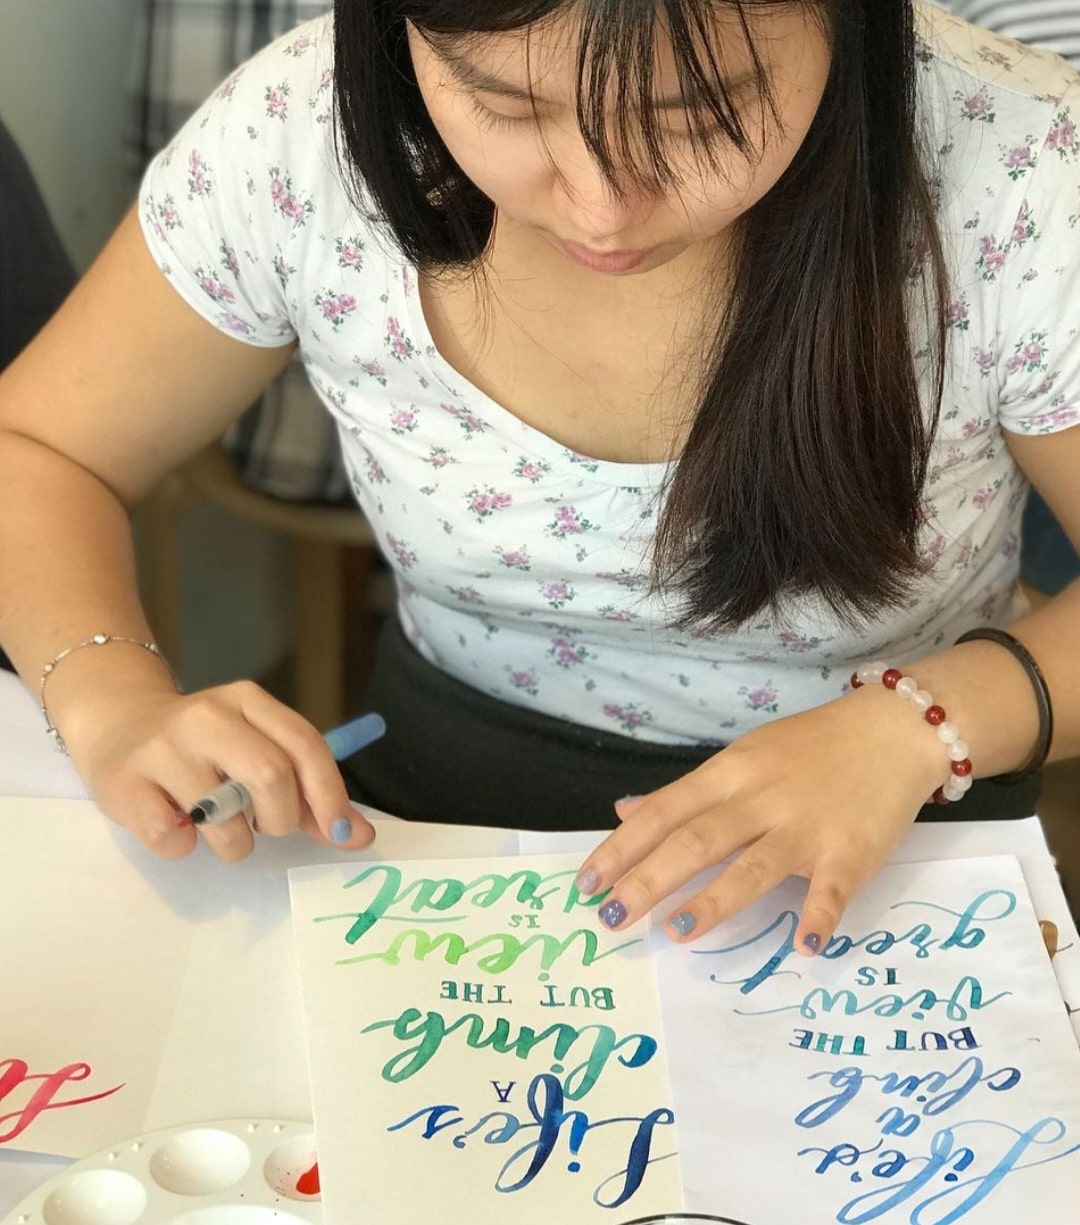 Life's
A
climb
BUT THE
view
IS
great
Life's
a
climb
BUT THE
view
IS
great